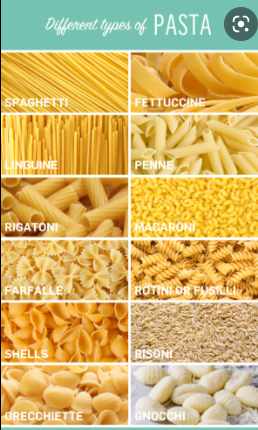 Different types of PASTA
SPAGHETTI
FETTUCCINE
LINGUINE
PENNE
RIGATONI
MACARONI
FARFALLE
ROTINI OR FUSILLI
SHELLS
RISONI
ORECCHIETTE
GNOCCHI